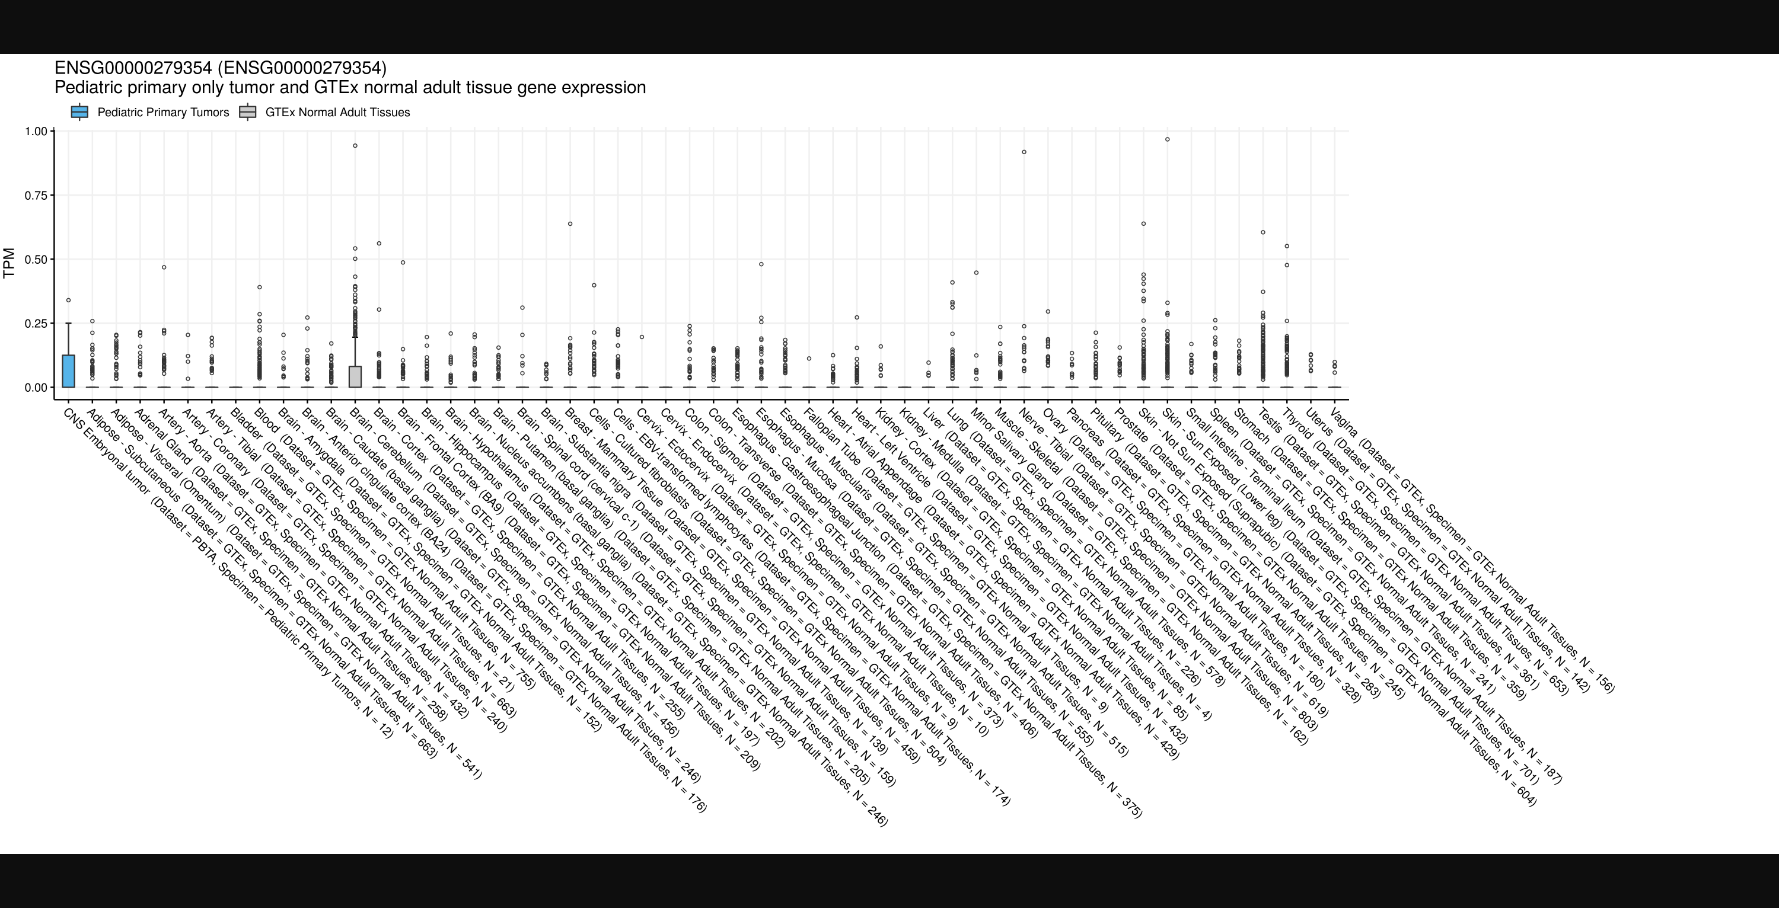 ENSG00000279354 (ENSG00000279354)
Pediatric primary only tumor and GTEx normal adult tissue gene expression
Pediatric Primary Tumors
GTEx Normal Adult Tissues
TPM
1.00
0.75
0.50
0.25
0.00
CNS Embryonal tumor (Dataset = PBTA, Specimen = Pediatric Primary Tumors, N = 12)
Adipose - Subcutaneous (Dataset = GTEx, Specimen = GTEx Normal Adult Tissues, N = 663)
Adipose - Visceral (Omentum) (Dataset = GTEx, Specimen = GTEx Normal Adult Tissues, N = 541)
Adrenal Gland (Dataset = GTEx, Specimen = GTEx Normal Adult Tissues, N = 258)
Artery - Aorta (Dataset = GTEx, Specimen = GTEx Normal Adult Tissues, N = 432)
Artery - Coronary (Dataset = GTEx, Specimen = GTEx Normal Adult Tissues, N = 240)
Artery - Tibial (Dataset = GTEx, Specimen = GTEx Normal Adult Tissues, N = 663)
Bladder (Dataset = GTEx, Specimen = GTEx Normal Adult Tissues, N = 21)
Blood (Dataset = GTEx, Specimen = GTEx Normal Adult Tissues, N = 755)
Brain - Amygdala (Dataset = GTEx, Specimen = GTEx Normal Adult Tissues, N = 152)
Brain - Anterior cingulate cortex (BA24) (Dataset = GTEx, Specimen = GTEx Normal Adult Tissues, N = 176)
Brain - Caudate (basal ganglia) (Dataset = GTEx, Specimen = GTEx Normal Adult Tissues, N = 246)
Brain - Cerebellum (Dataset = GTEx, Specimen = GTEx Normal Adult Tissues, N = 456)
Brain - Cortex (Dataset = GTEx, Specimen = GTEx Normal Adult Tissues, N = 255)
Brain - Frontal Cortex (BA9) (Dataset = GTEx, Specimen = GTEx Normal Adult Tissues, N = 209)
Brain - Hippocampus (Dataset = GTEx, Specimen = GTEx Normal Adult Tissues, N = 197)
Brain - Hypothalamus (Dataset = GTEx, Specimen = GTEx Normal Adult Tissues, N = 202)
Brain - Nucleus accumbens (basal ganglia) (Dataset = GTEx, Specimen = GTEx Normal Adult Tissues, N = 246)
Brain - Putamen (basal ganglia) (Dataset = GTEx, Specimen = GTEx Normal Adult Tissues, N = 205)
Brain - Spinal cord (cervical c-1) (Dataset = GTEx, Specimen = GTEx Normal Adult Tissues, N = 159)
Brain - Substantia nigra (Dataset = GTEx, Specimen = GTEx Normal Adult Tissues, N = 139)
Breast - Mammary Tissue (Dataset = GTEx, Specimen = GTEx Normal Adult Tissues, N = 459)
Cells - Cultured fibroblasts (Dataset = GTEx, Specimen = GTEx Normal Adult Tissues, N = 504)
Cells - EBV-transformed lymphocytes (Dataset = GTEx, Specimen = GTEx Normal Adult Tissues, N = 174)
Cervix - Ectocervix (Dataset = GTEx, Specimen = GTEx Normal Adult Tissues, N = 9)
Cervix - Endocervix (Dataset = GTEx, Specimen = GTEx Normal Adult Tissues, N = 10)
Colon - Sigmoid (Dataset = GTEx, Specimen = GTEx Normal Adult Tissues, N = 373)
Colon - Transverse (Dataset = GTEx, Specimen = GTEx Normal Adult Tissues, N = 406)
Esophagus - Gastroesophageal Junction (Dataset = GTEx, Specimen = GTEx Normal Adult Tissues, N = 375)
Esophagus - Mucosa (Dataset = GTEx, Specimen = GTEx Normal Adult Tissues, N = 555)
Esophagus - Muscularis (Dataset = GTEx, Specimen = GTEx Normal Adult Tissues, N = 515)
Fallopian Tube (Dataset = GTEx, Specimen = GTEx Normal Adult Tissues, N = 9)
Heart - Atrial Appendage (Dataset = GTEx, Specimen = GTEx Normal Adult Tissues, N = 429)
Heart - Left Ventricle (Dataset = GTEx, Specimen = GTEx Normal Adult Tissues, N = 432)
Kidney - Cortex (Dataset = GTEx, Specimen = GTEx Normal Adult Tissues, N = 85)
Kidney - Medulla (Dataset = GTEx, Specimen = GTEx Normal Adult Tissues, N = 4)
Liver (Dataset = GTEx, Specimen = GTEx Normal Adult Tissues, N = 226)
Lung (Dataset = GTEx, Specimen = GTEx Normal Adult Tissues, N = 578)
Minor Salivary Gland (Dataset = GTEx, Specimen = GTEx Normal Adult Tissues, N = 162)
Muscle - Skeletal (Dataset = GTEx, Specimen = GTEx Normal Adult Tissues, N = 803)
Nerve - Tibial (Dataset = GTEx, Specimen = GTEx Normal Adult Tissues, N = 619)
Ovary (Dataset = GTEx, Specimen = GTEx Normal Adult Tissues, N = 180)
Pancreas (Dataset = GTEx, Specimen = GTEx Normal Adult Tissues, N = 328)
Pituitary (Dataset = GTEx, Specimen = GTEx Normal Adult Tissues, N = 283)
Prostate (Dataset = GTEx, Specimen = GTEx Normal Adult Tissues, N = 245)
Skin - Not Sun Exposed (Suprapubic) (Dataset = GTEx, Specimen = GTEx Normal Adult Tissues, N = 604)
Skin - Sun Exposed (Lower leg) (Dataset = GTEx, Specimen = GTEx Normal Adult Tissues, N = 701)
Small Intestine - Terminal Ileum (Dataset = GTEx, Specimen = GTEx Normal Adult Tissues, N = 187)
Spleen (Dataset = GTEx, Specimen = GTEx Normal Adult Tissues, N = 241)
Stomach (Dataset = GTEx, Specimen = GTEx Normal Adult Tissues, N = 359)
Testis (Dataset = GTEx, Specimen = GTEx Normal Adult Tissues, N = 361)
Thyroid (Dataset = GTEx, Specimen = GTEx Normal Adult Tissues, N = 653)
Uterus (Dataset = GTEx, Specimen = GTEx Normal Adult Tissues, N = 142)
Vagina (Dataset = GTEx, Specimen = GTEx Normal Adult Tissues, N = 156)